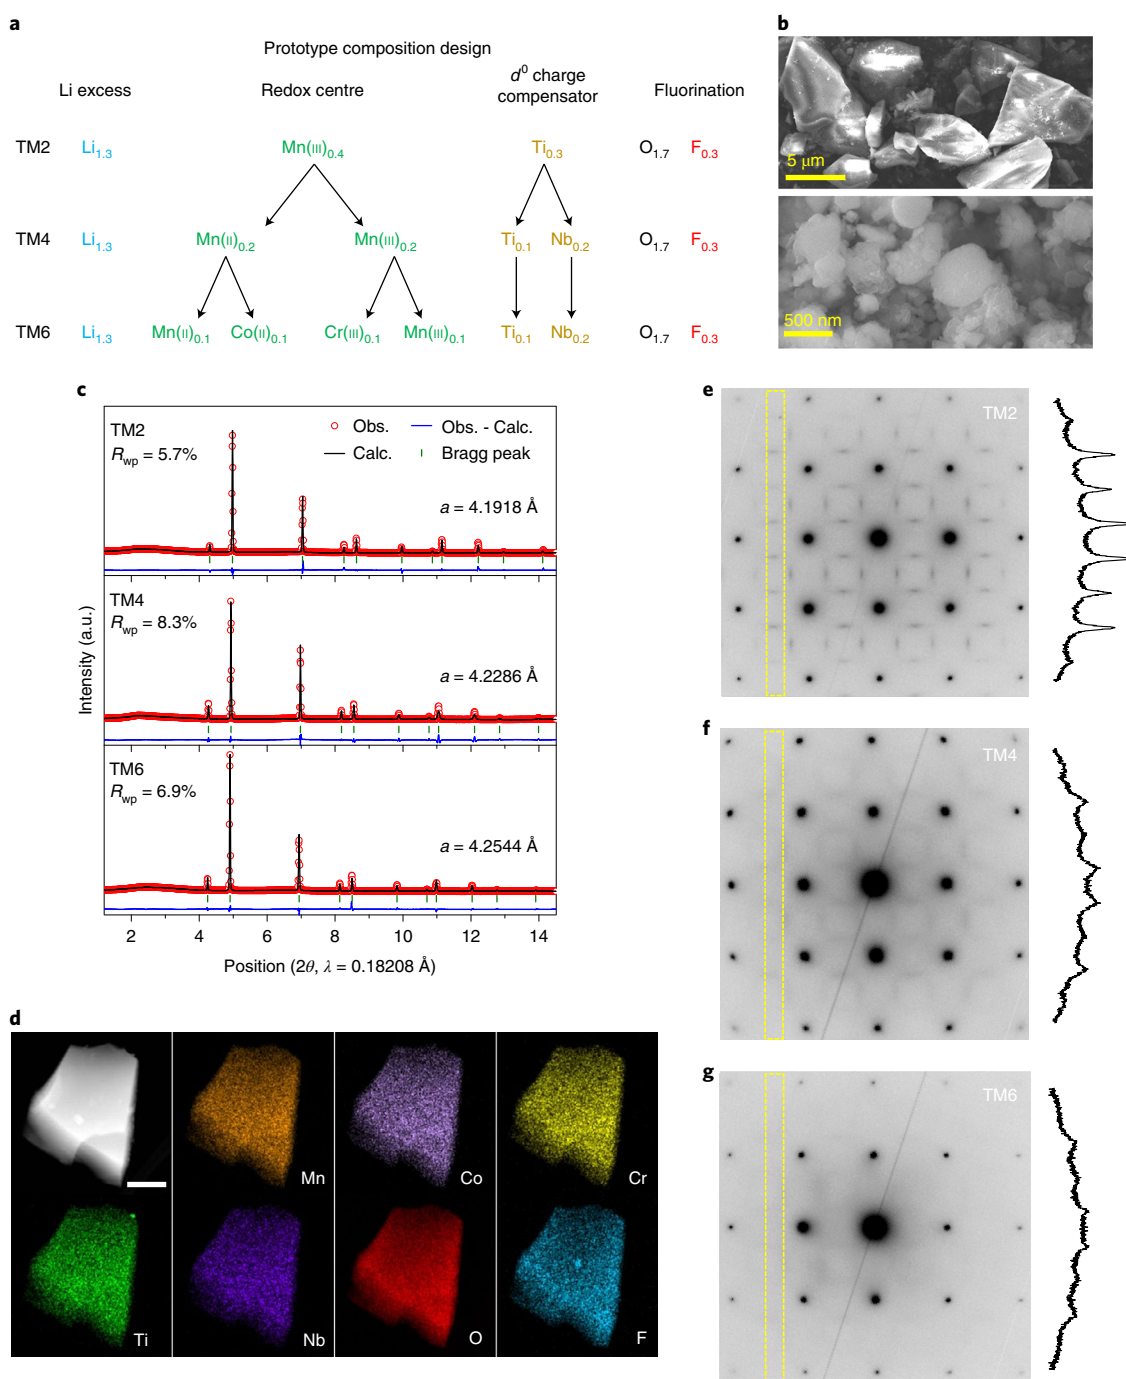 a
Prototype composition design
Li excess
Redox centre
d⁰ charge
compensator
Fluorination
TM2 Li1.3 Mn(III)0.4 Ti0.3 O1.7 F0.3
TM4 Li1.3 Mn(II)0.2 Mn(III)0.2 Ti0.1 Nb0.2 O1.7 F0.3
TM6 Li1.3 Mn(II)0.1 Co(II)0.1 Cr(III)0.1 Mn(III)0.1 Ti0.1 Nb0.2 O1.7 F0.3
b
5 μm
500 nm
c
TM2
Rwp = 5.7%
Obs.
Obs. - Calc.
Calc.
Bragg peak
a = 4.1918 Å
TM4
Rwp = 8.3%
a = 4.2286 Å
TM6
Rwp = 6.9%
a = 4.2544 Å
Intensity (a.u.)
2 4 6 8 10 12 14
Position (2θ, λ = 0.18208 Å)
d
Mn
Co
Cr
Ti
Nb
O
F
e
TM2
f
TM4
g
TM6